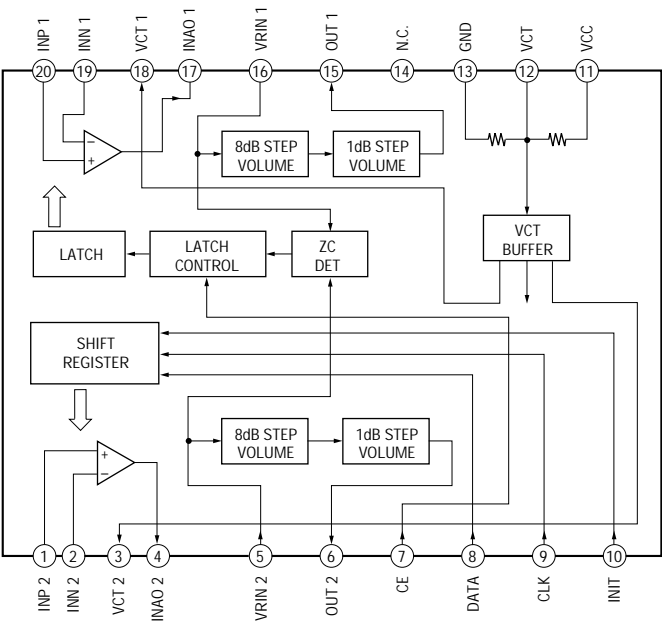 INP 1
INN 1
VCT 1
INAO 1
VRIN 1
OUT 1
N.C.
GND
VCT
VCC
20
19
18
17
16
15
14
13
12
11
8dB STEP
VOLUME
1dB STEP
VOLUME
−
+
LATCH
LATCH
CONTROL
ZC
DET
VCT
BUFFER
SHIFT
REGISTER
8dB STEP
VOLUME
1dB STEP
VOLUME
+
−
1
2
3
4
5
6
7
8
9
10
INP 2
INN 2
VCT 2
INAO 2
VRIN 2
OUT 2
CE
DATA
CLK
INIT